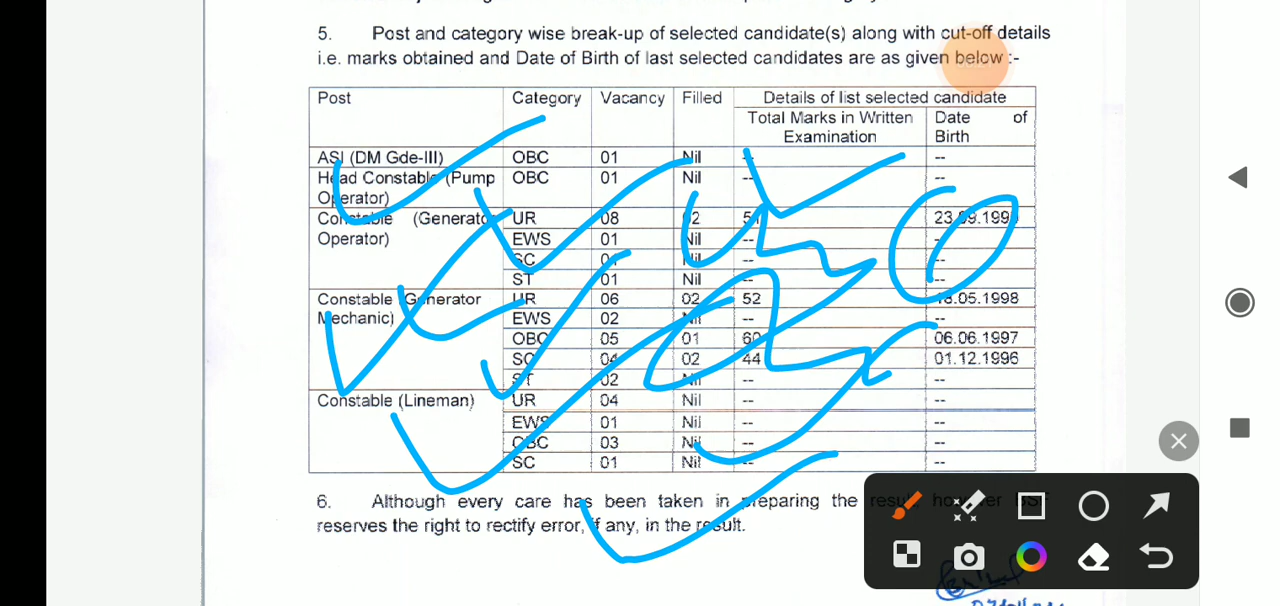 5. Post and category wise break-up of selected candidate(s) along with cut-off details
i.e. marks obtained and Date of Birth of last selected candidates are as given below :-
Post Category Vacancy Filled Details of list selected candidate
Total Marks in Written Examination Date of Birth
ASI (DM Gde-III) OBC 01 Nil -- --
Head Constable (Pump Operator) OBC 01 Nil -- --
Constable (Generator Operator) UR 08 02 23.09.199
EWS 01 Nil -- --
SC Nil -- --
ST 01 Nil -- --
Constable (Generator Mechanic) UR 06 02 52 18.05.1998
EWS 02 Nil -- --
OBC 05 01 60 06.06.1997
SC 04 02 44 01.12.1996
ST 02 Nil -- --
Constable (Lineman) UR 04 Nil -- --
EWS 01 Nil -- --
OBC 03 Nil -- --
SC 01 Nil -- --
6. Although every care has been taken in preparing the result, however BSF
reserves the right to rectify error, if any, in the result.